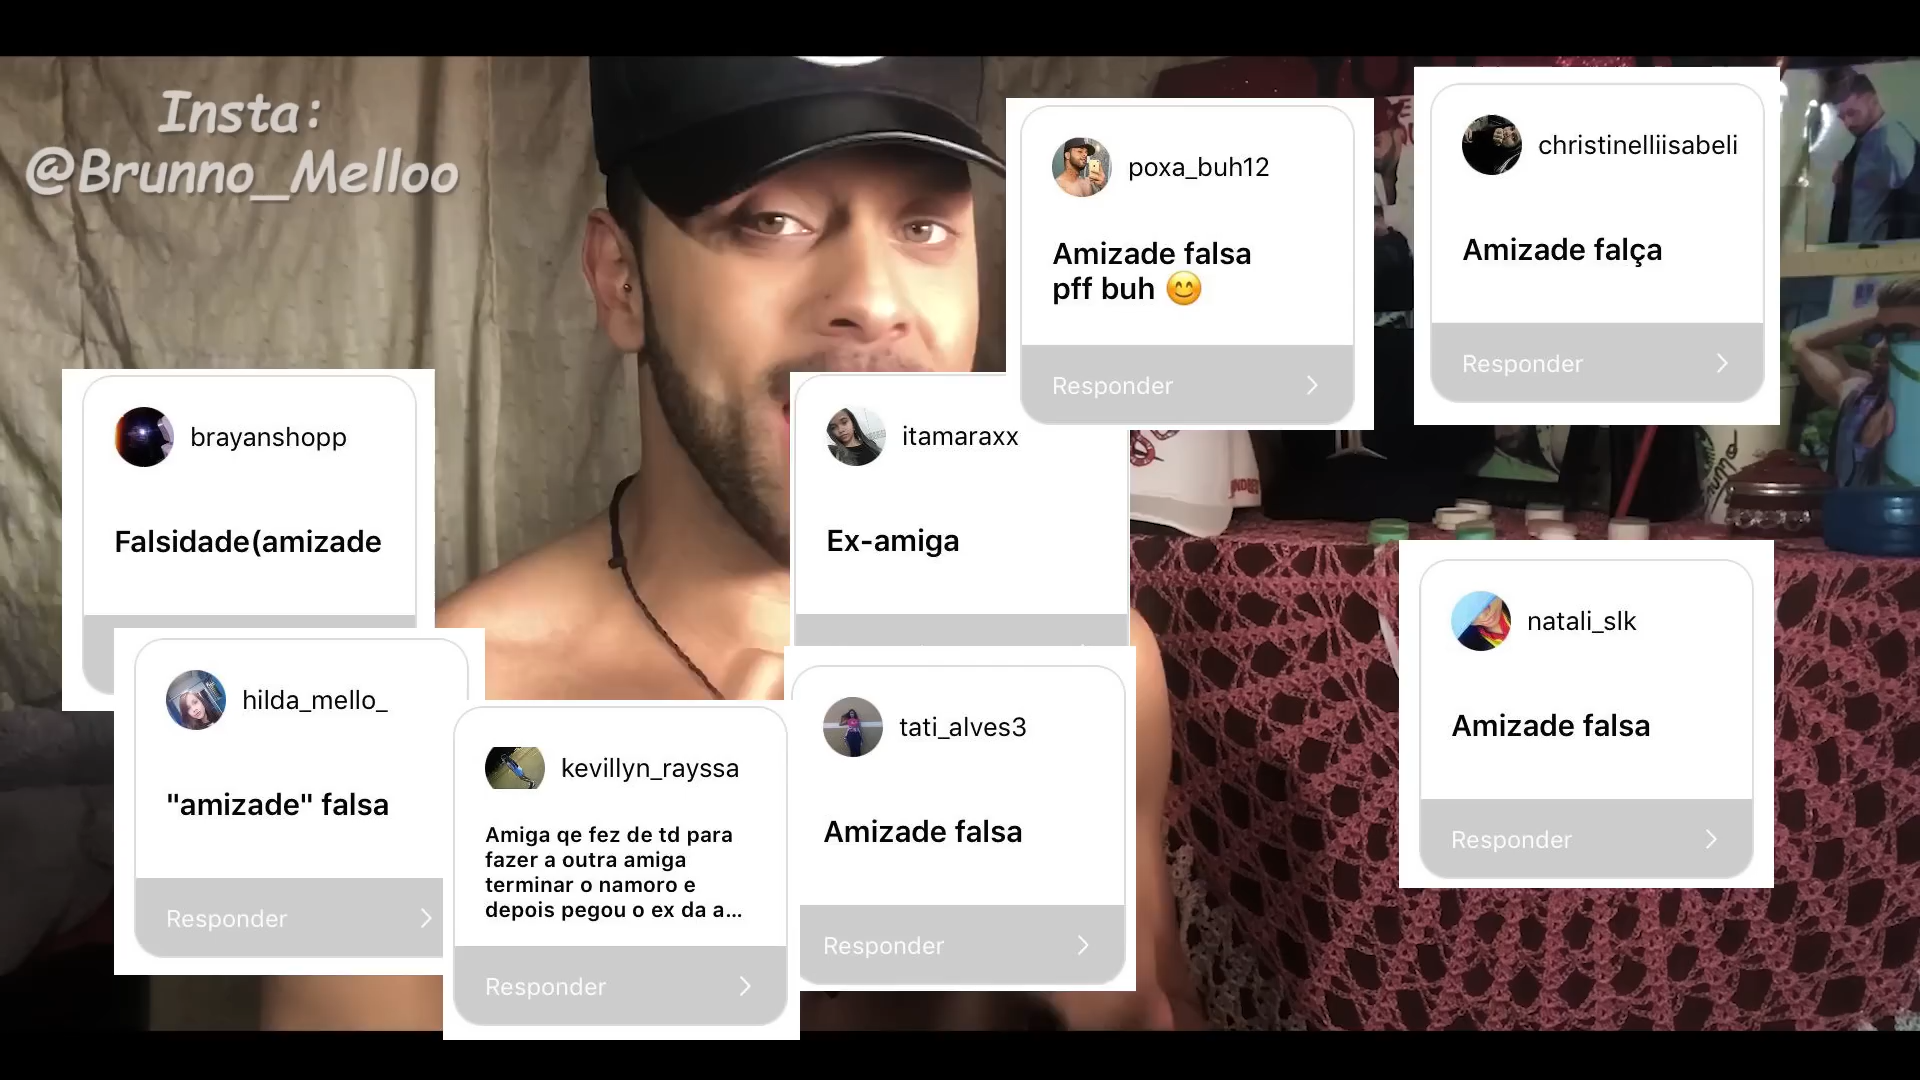 Insta:
@Brunno_Melloo
poxa_buh12
Amizade falsa
pff buh 😊
Responder
christinelliisabeli
Amizade falça
Responder
brayanshopp
Falsidade(amizade
itamaraxx
Ex-amiga
hilda_mello_
"amizade" falsa
Responder
kevillyn_rayssa
Amiga qe fez de td para
fazer a outra amiga
terminar o namoro e
depois pegou o ex da a...
Responder
tati_alves3
Amizade falsa
Responder
natali_slk
Amizade falsa
Responder